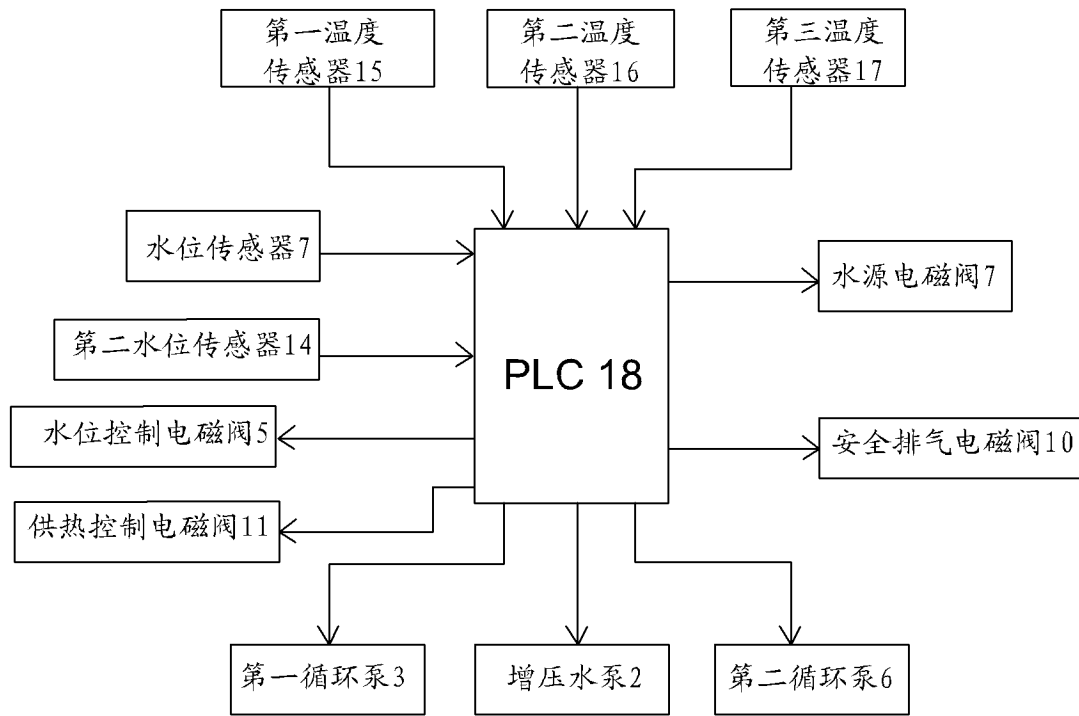 第一温度
传感器15
第二温度
传感器16
第三温度
传感器17
水位传感器7
水源电磁阀7
第二水位传感器14
PLC 18
水位控制电磁阀5
安全排气电磁阀10
供热控制电磁阀11
第一循环泵3
增压水泵2
第二循环泵6